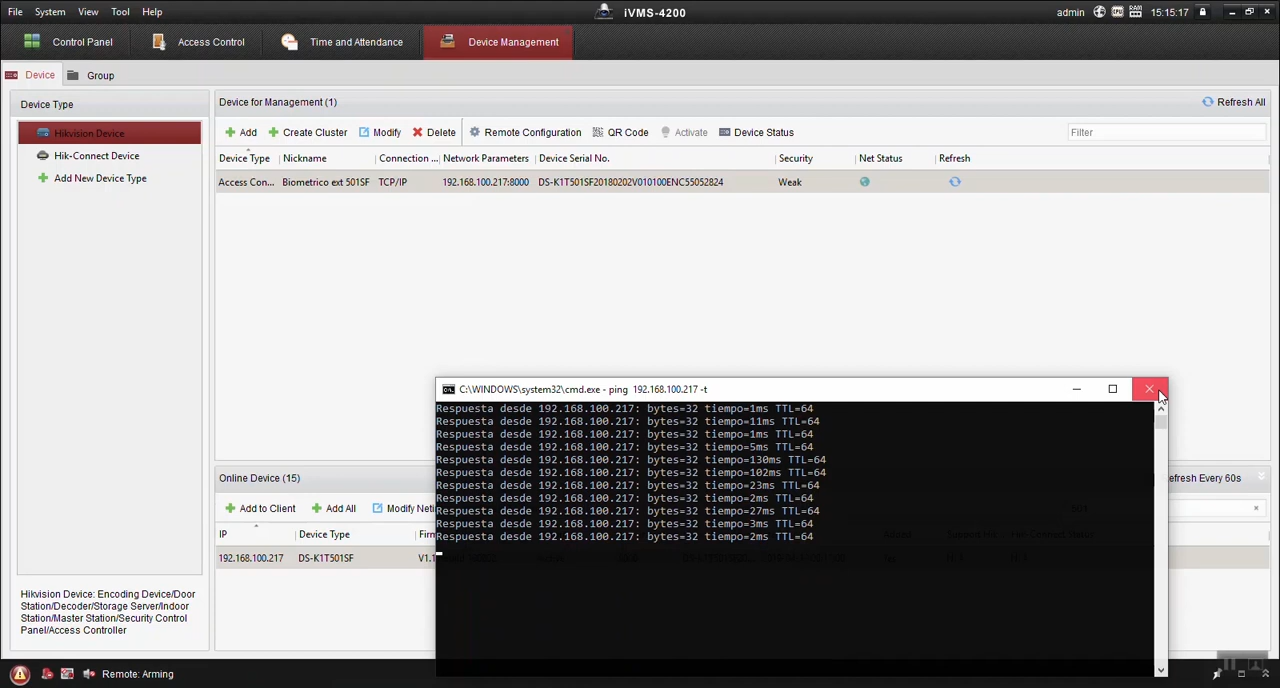 File System View Tool Help
iVMS-4200
admin 15:15:17
Control Panel Access Control Time and Attendance Device Management
Device Group
Device Type
Hikvision Device
Hik-Connect Device
Add New Device Type
Hikvision Device: Encoding Device/Door
Station/Decoder/Storage Server/Indoor
Station/Master Station/Security Control
Panel/Access Controller
Device for Management (1) Refresh All
Add Create Cluster Modify Delete Remote Configuration QR Code Activate Device Status Filter
Device Type Nickname Connection ... Network Parameters Device Serial No. Security Net Status Refresh
Access Con... Biometrico ext 501SF TCP/IP 192.168.100.217:8000 DS-K1T501SF20180202V010100ENC55052824 Weak
C:\WINDOWS\system32\cmd.exe - ping 192.168.100.217 -t
Respuesta desde 192.168.100.217: bytes=32 tiempo=1ms TTL=64
Respuesta desde 192.168.100.217: bytes=32 tiempo=11ms TTL=64
Respuesta desde 192.168.100.217: bytes=32 tiempo=1ms TTL=64
Respuesta desde 192.168.100.217: bytes=32 tiempo=5ms TTL=64
Respuesta desde 192.168.100.217: bytes=32 tiempo=130ms TTL=64
Respuesta desde 192.168.100.217: bytes=32 tiempo=102ms TTL=64
Respuesta desde 192.168.100.217: bytes=32 tiempo=23ms TTL=64
Respuesta desde 192.168.100.217: bytes=32 tiempo=2ms TTL=64
Respuesta desde 192.168.100.217: bytes=32 tiempo=27ms TTL=64
Respuesta desde 192.168.100.217: bytes=32 tiempo=3ms TTL=64
Respuesta desde 192.168.100.217: bytes=32 tiempo=2ms TTL=64
Online Device (15) efresh Every 60s
Add to Client Add All Modify Neti
IP Device Type Firm
192.168.100.217 DS-K1T501SF V1.1
Remote: Arming